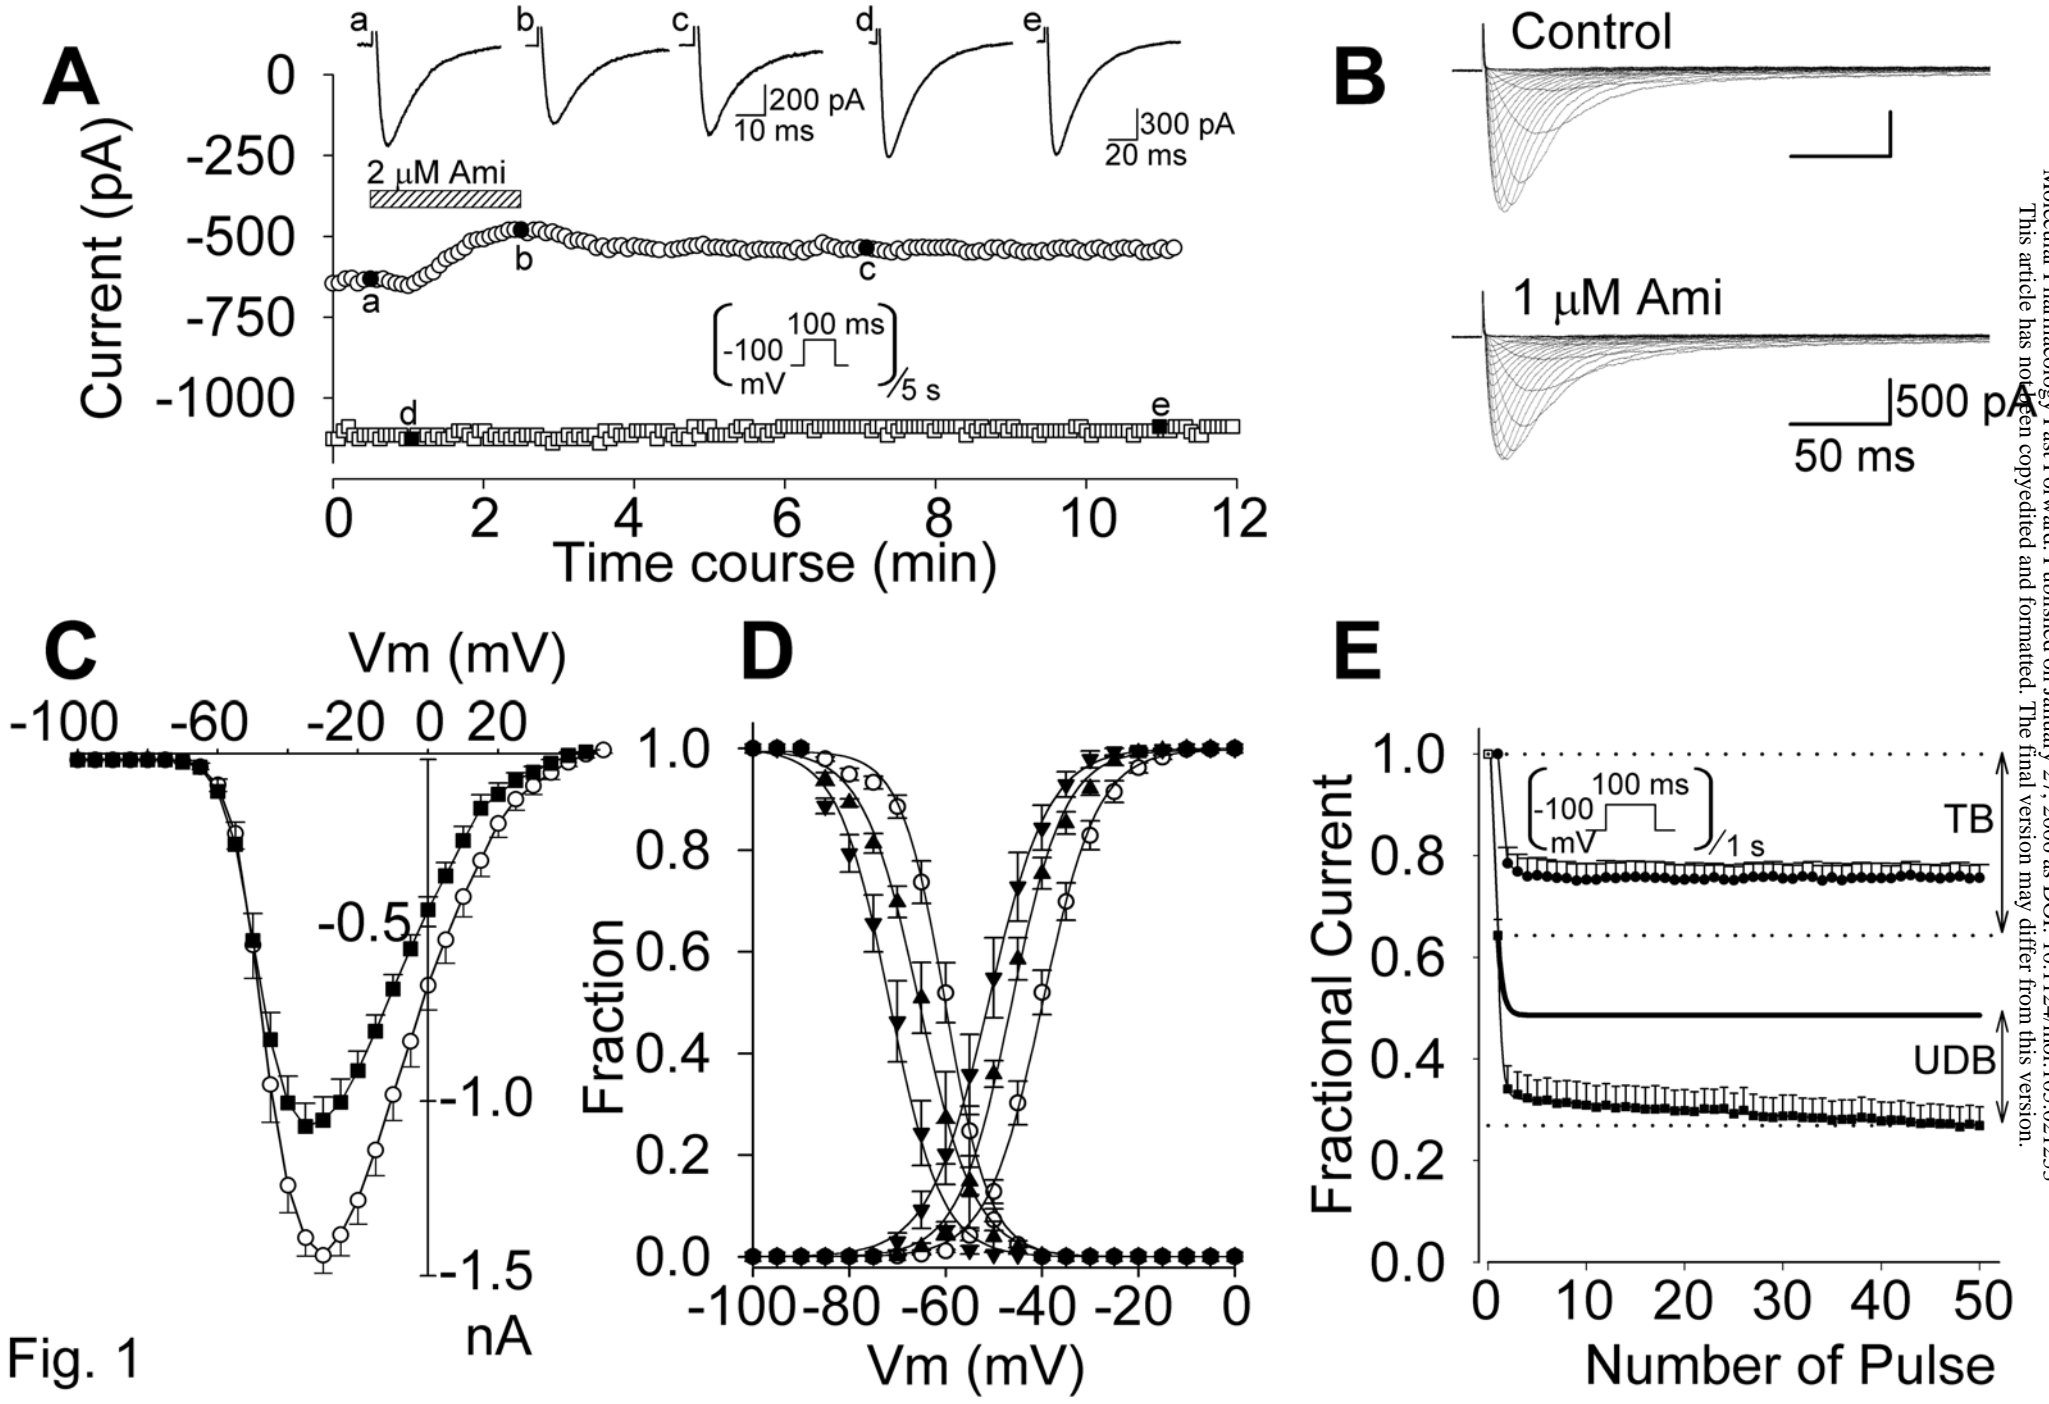 A
a
b
c
d
e
200 pA
10 ms
300 pA
20 ms
Current (pA)
0
-250
-500
-750
-1000
2 μM Ami
a
b
c
d
e
100 ms
-100
mV
/5 s
0 2 4 6 8 10 12
Time course (min)
B
Control
1 μM Ami
500 pA
50 ms
C
Vm (mV)
-100 -60 -20 0 20
-0.5
-1.0
-1.5
nA
D
Fraction
1.0
0.8
0.6
0.4
0.2
0.0
-100 -80 -60 -40 -20 0
Vm (mV)
E
Fractional Current
1.0
0.8
0.6
0.4
0.2
0.0
100 ms
-100
mV
/1 s
TB
UDB
0 10 20 30 40 50
Number of Pulse
Fig. 1
This article has not been copyedited and formatted. The final version may differ from this version.